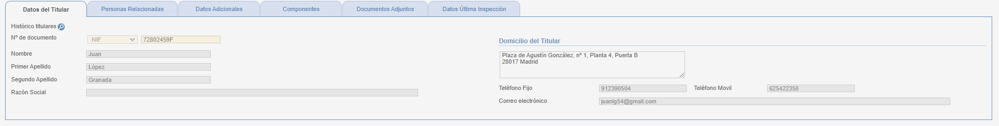 Datos del Titular
Personas Relacionadas
Datos Adicionales
Componentes
Documentos Adjuntos
Datos Última Inspección
Histórico titulares
Nº de documento NIF 72802459F
Nombre Juan
Primer Apellido López
Segundo Apellido Granada
Razón Social
Domicilio del Titular
Plaza de Agustín González, nº 1, Planta 4, Puerta B
28017 Madrid
Teléfono Fijo 912390504 Teléfono Movil 625422358
Correo electrónico juanlg54@gmail.com